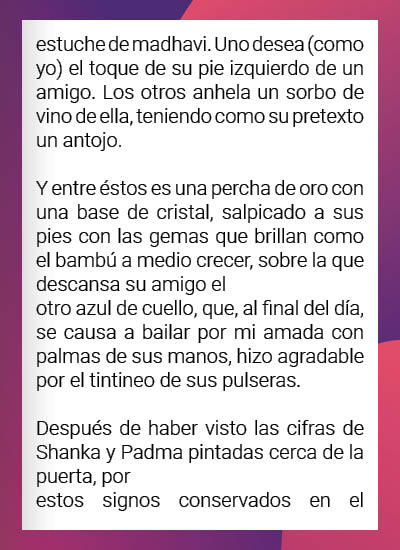 estuche de madhavi. Uno desea (como
yo) el toque de su pie izquierdo de un
amigo. Los otros anhela un sorbo de
vino de ella, teniendo como su pretexto
un antojo.
Y entre éstos es una percha de oro con
una base de cristal, salpicado a sus
pies con las gemas que brillan como
el bambú a medio crecer, sobre la que
descansa su amigo el
otro azul de cuello, que, al final del día,
se causa a bailar por mi amada con
palmas de sus manos, hizo agradable
por el tintineo de sus pulseras.
Después de haber visto las cifras de
Shanka y Padma pintadas cerca de la
puerta, por
estos signos conservados en el